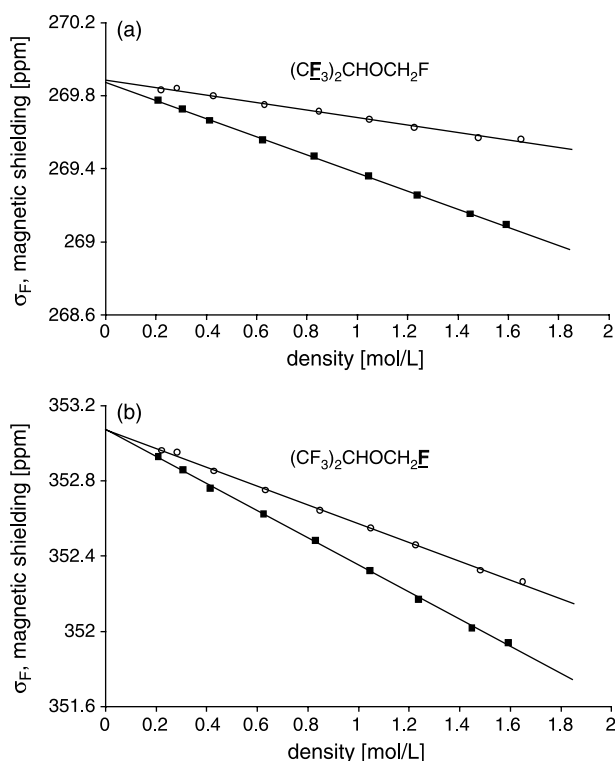 270.2
(a)
(CF₃)₂CHOCH₂F
269.8
269.4
269
268.6
σF, magnetic shielding [ppm]
0 0.2 0.4 0.6 0.8 1 1.2 1.4 1.6 1.8 2
density [mol/L]
353.2
(b)
(CF₃)₂CHOCH₂F
352.8
352.4
352
351.6
σF, magnetic shielding [ppm]
0 0.2 0.4 0.6 0.8 1 1.2 1.4 1.6 1.8 2
density [mol/L]